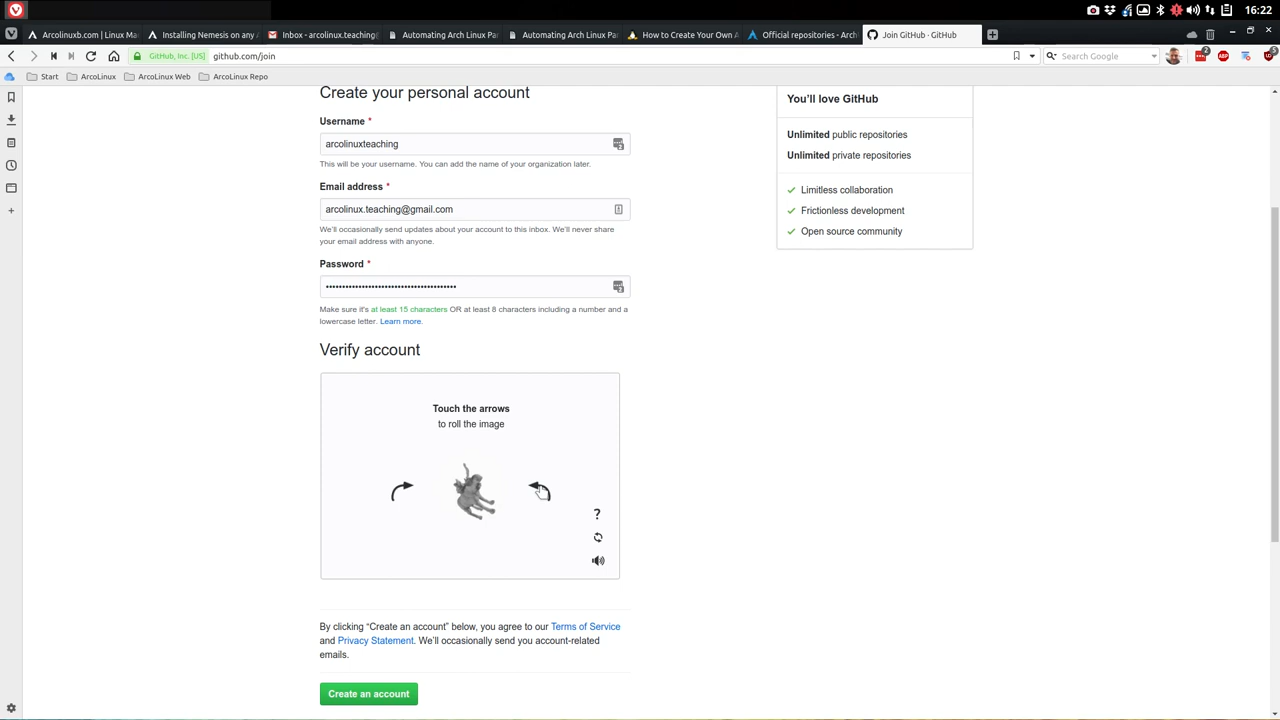 16:22
Arcolinuxb.com | Linux Ma
Installing Nemesis on any
Inbox - arcolinux.teaching
Automating Arch Linux Pa
Automating Arch Linux Pa
How to Create Your Own A
Official repositories - Arch
Join GitHub · GitHub
GitHub, Inc. [US]
github.com/join
Search Google
2
ABP
5
Start
ArcoLinux
ArcoLinux Web
ArcoLinux Repo
Create your personal account
Username *
arcolinuxteaching
This will be your username. You can add the name of your organization later.
Email address *
arcolinux.teaching@gmail.com
We'll occasionally send updates about your account to this inbox. We'll never share
your email address with anyone.
Password *
Make sure it's at least 15 characters OR at least 8 characters including a number and a
lowercase letter. Learn more.
Verify account
Touch the arrows
to roll the image
?
By clicking “Create an account” below, you agree to our Terms of Service
and Privacy Statement. We'll occasionally send you account-related
emails.
Create an account
You'll love GitHub
Unlimited public repositories
Unlimited private repositories
Limitless collaboration
Frictionless development
Open source community